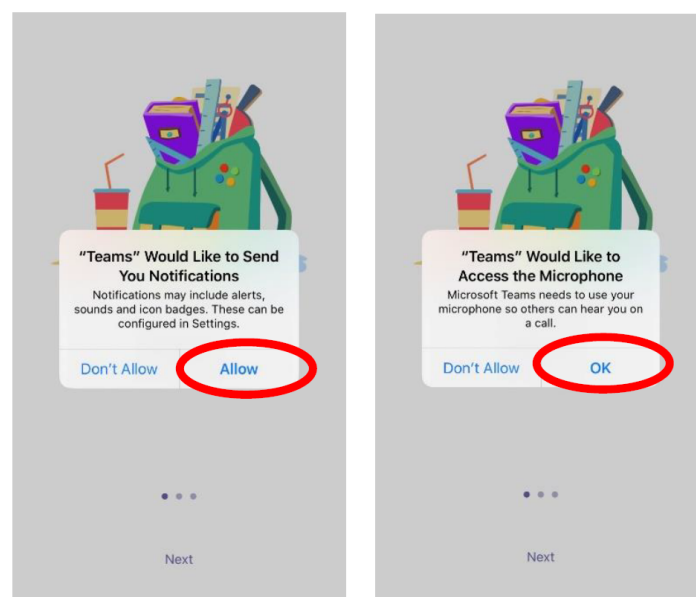 “Teams” Would Like to Send
You Notifications
Notifications may include alerts,
sounds and icon badges. These can be
configured in Settings.
Don’t Allow
Allow
Next
“Teams” Would Like to
Access the Microphone
Microsoft Teams needs to use your
microphone so others can hear you on
a call.
Don’t Allow
OK
Next